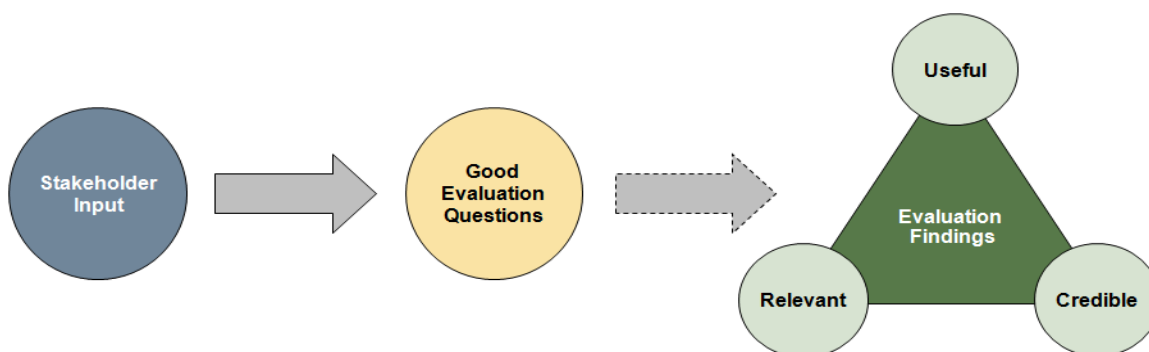 Stakeholder
Input
Good
Evaluation
Questions
Useful
Evaluation
Findings
Relevant
Credible